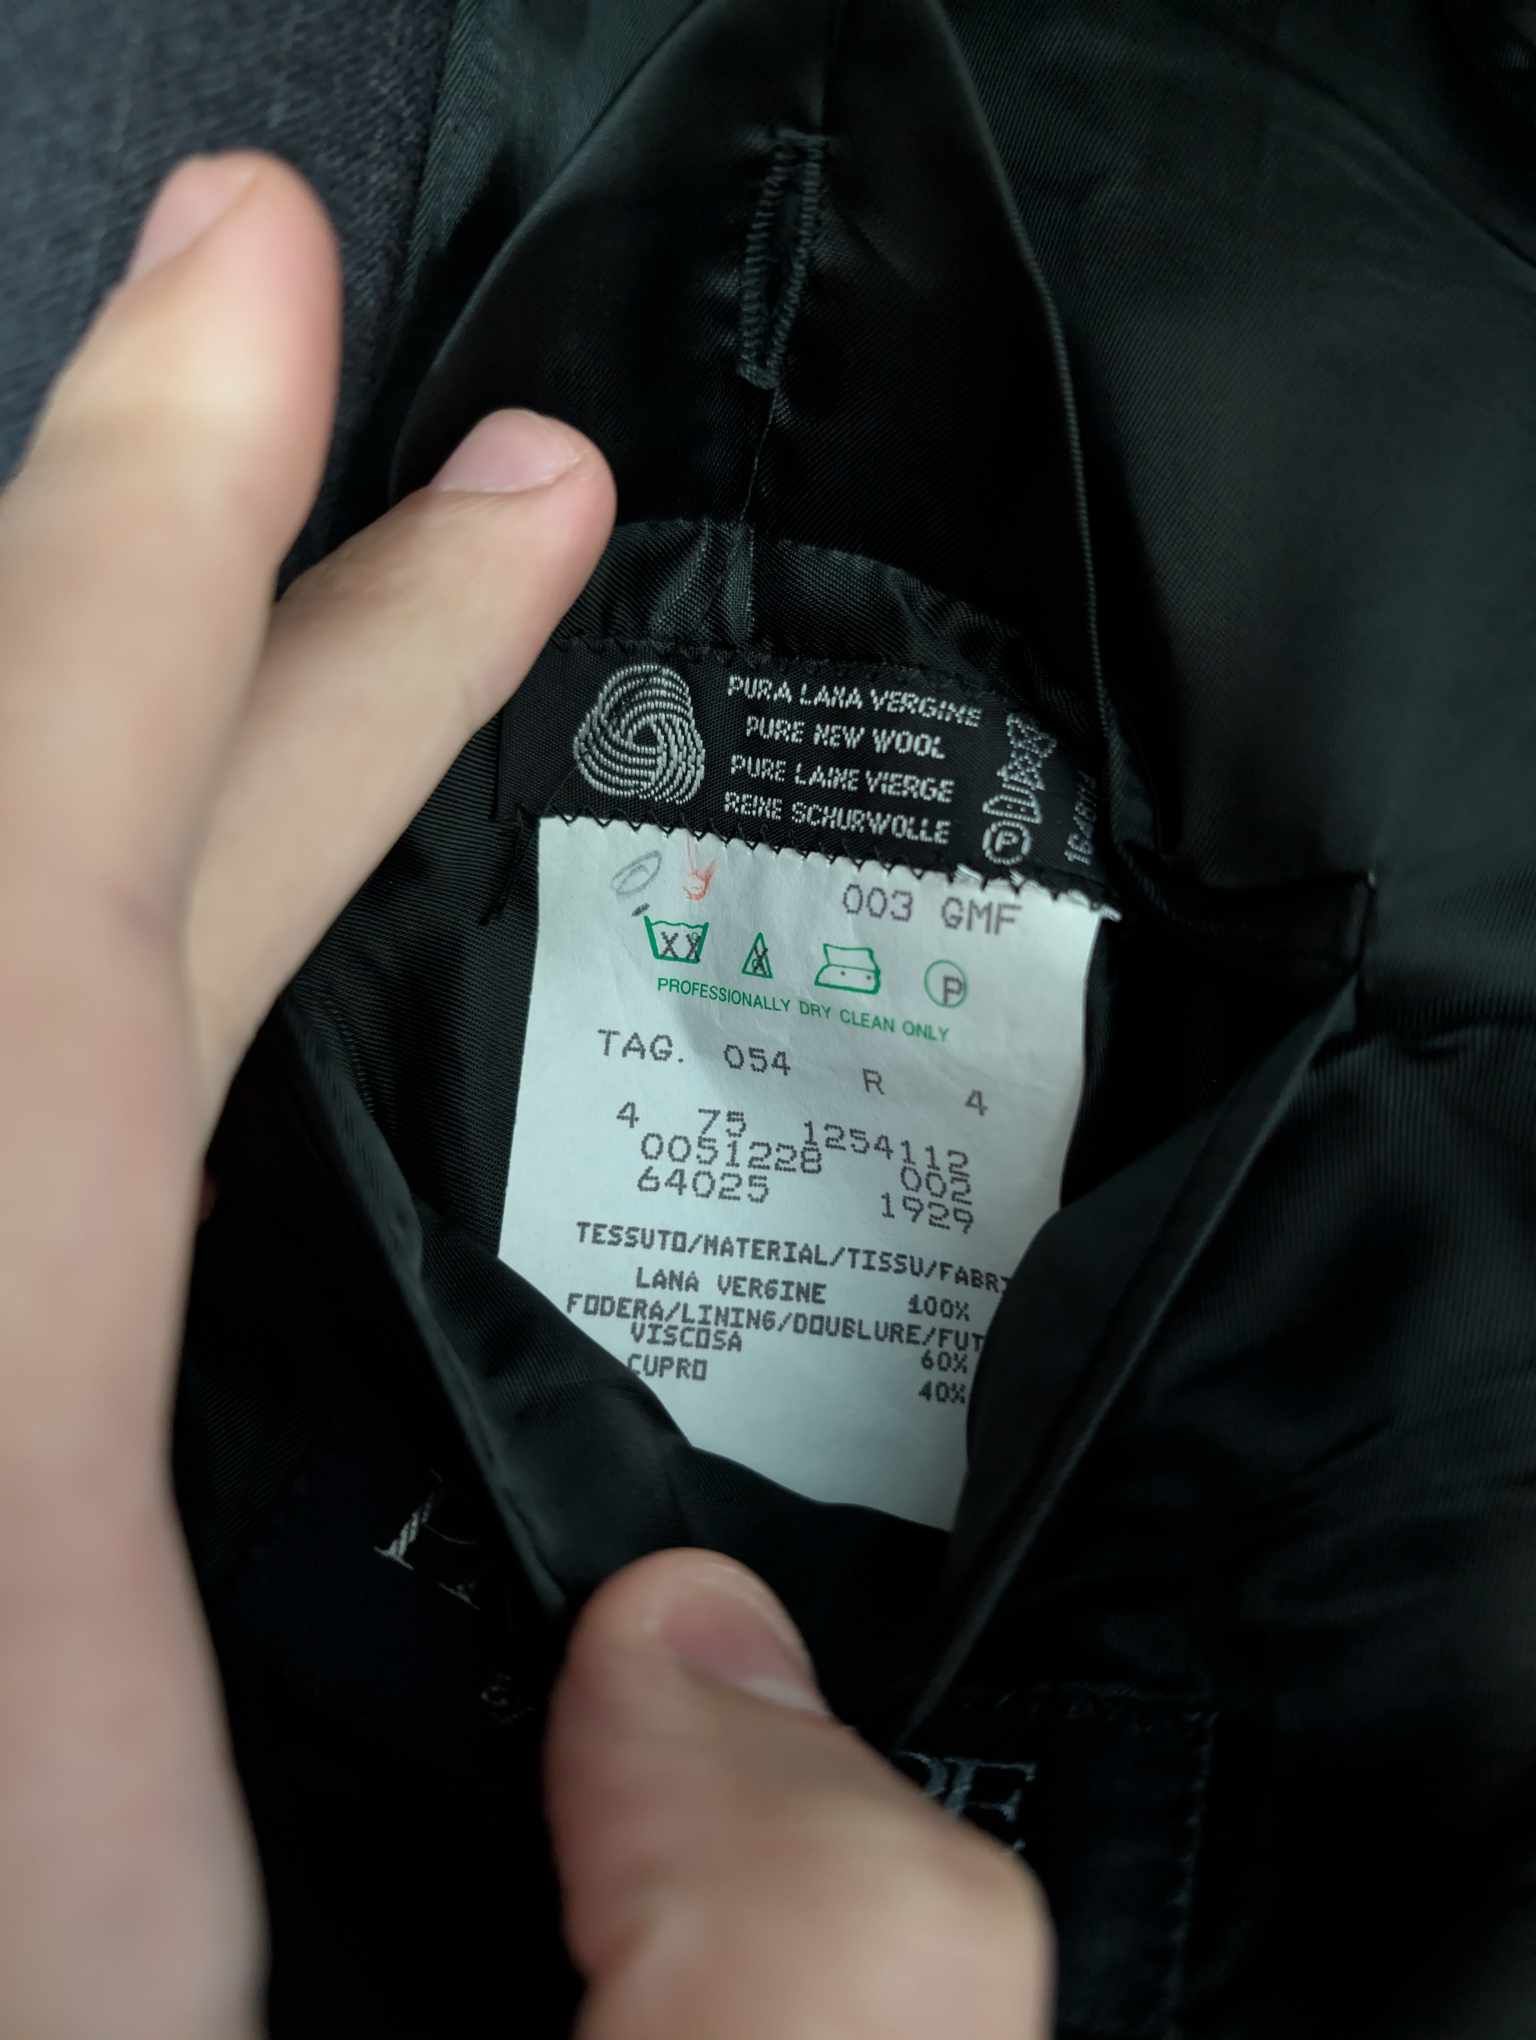 PURA LANA VERGINE
PURE NEW WOOL
PURE LAINE VIERGE
REINE SCHURWOLLE
P
003 GMF
P
PROFESSIONALLY DRY CLEAN ONLY
TAG. 054 R 4
4 75 1254112
0051228 002
64025 1929
TESSUTO/MATERIAL/TISSU/FABRI
LANA VERGINE 100%
FODERA/LINING/DOUBLURE/FUT
VISCOSA 60%
CUPRO 40%